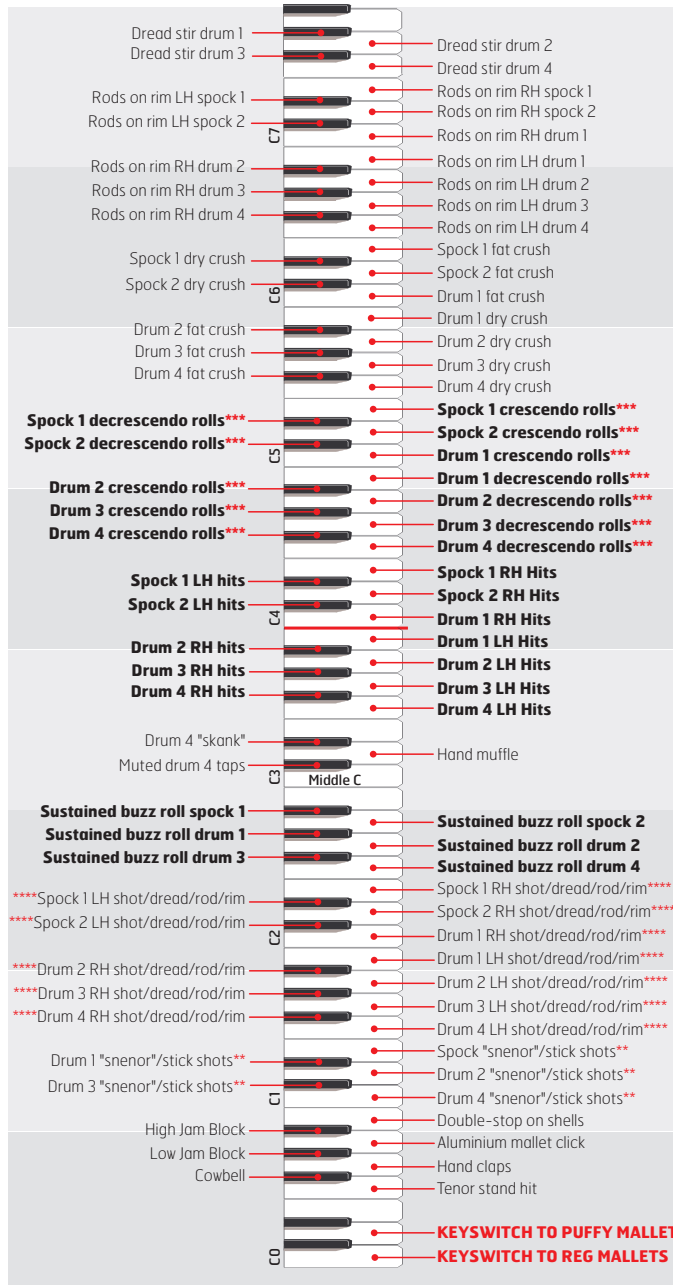 Dread stir drum 1
Dread stir drum 2
Dread stir drum 3
Dread stir drum 4
Rods on rim RH spock 1
Rods on rim LH spock 1
Rods on rim RH spock 2
Rods on rim LH spock 2
C7
Rods on rim RH drum 1
Rods on rim LH drum 1
Rods on rim RH drum 2
Rods on rim LH drum 2
Rods on rim RH drum 3
Rods on rim LH drum 3
Rods on rim RH drum 4
Rods on rim LH drum 4
Spock 1 fat crush
Spock 1 dry crush
Spock 2 fat crush
Spock 2 dry crush
C6
Drum 1 fat crush
Drum 1 dry crush
Drum 2 fat crush
Drum 2 dry crush
Drum 3 fat crush
Drum 3 dry crush
Drum 4 fat crush
Drum 4 dry crush
Spock 1 crescendo rolls***
Spock 1 decrescendo rolls***
Spock 2 crescendo rolls***
Spock 2 decrescendo rolls***
C5
Drum 1 crescendo rolls***
Drum 1 decrescendo rolls***
Drum 2 crescendo rolls***
Drum 2 decrescendo rolls***
Drum 3 crescendo rolls***
Drum 3 decrescendo rolls***
Drum 4 crescendo rolls***
Drum 4 decrescendo rolls***
Spock 1 RH Hits
Spock 1 LH hits
Spock 2 RH Hits
Spock 2 LH hits
C4
Drum 1 RH Hits
Drum 1 LH Hits
Drum 2 RH hits
Drum 2 LH Hits
Drum 3 RH hits
Drum 3 LH Hits
Drum 4 RH hits
Drum 4 LH Hits
Drum 4 "skank"
Hand muffle
Muted drum 4 taps
C3
Middle C
Sustained buzz roll spock 1
Sustained buzz roll spock 2
Sustained buzz roll drum 1
Sustained buzz roll drum 2
Sustained buzz roll drum 3
Sustained buzz roll drum 4
Spock 1 RH shot/dread/rod/rim****
****Spock 1 LH shot/dread/rod/rim
Spock 2 RH shot/dread/rod/rim****
****Spock 2 LH shot/dread/rod/rim
C2
Drum 1 RH shot/dread/rod/rim****
Drum 1 LH shot/dread/rod/rim****
****Drum 2 RH shot/dread/rod/rim
Drum 2 LH shot/dread/rod/rim****
****Drum 3 RH shot/dread/rod/rim
Drum 3 LH shot/dread/rod/rim****
****Drum 4 RH shot/dread/rod/rim
Drum 4 LH shot/dread/rod/rim****
Spock "snenor"/stick shots**
Drum 1 "snenor"/stick shots**
Drum 2 "snenor"/stick shots**
Drum 3 "snenor"/stick shots**
C1
Drum 4 "snenor"/stick shots**
Double-stop on shells
High Jam Block
Aluminium mallet click
Low Jam Block
Hand claps
Cowbell
Tenor stand hit
KEYSWITCH TO PUFFY MALLET
KEYSWITCH TO REG MALLETS
C0